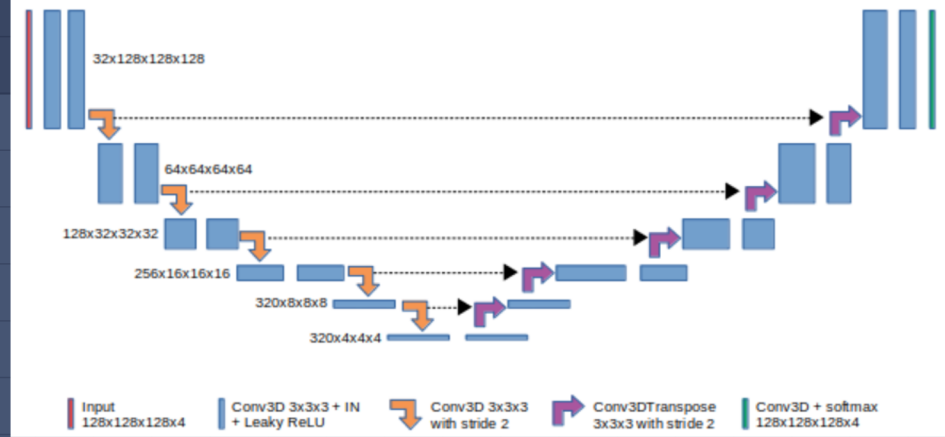 32x128x128x128
64x64x64x64
128x32x32x32
256x16x16x16
320x8x8x8
320x4x4x4
Input
128x128x128x4
Conv3D 3x3x3 + IN
+ Leaky ReLU
Conv3D 3x3x3
with stride 2
Conv3DTranspose
3x3x3 with stride 2
Conv3D + softmax
128x128x128x4